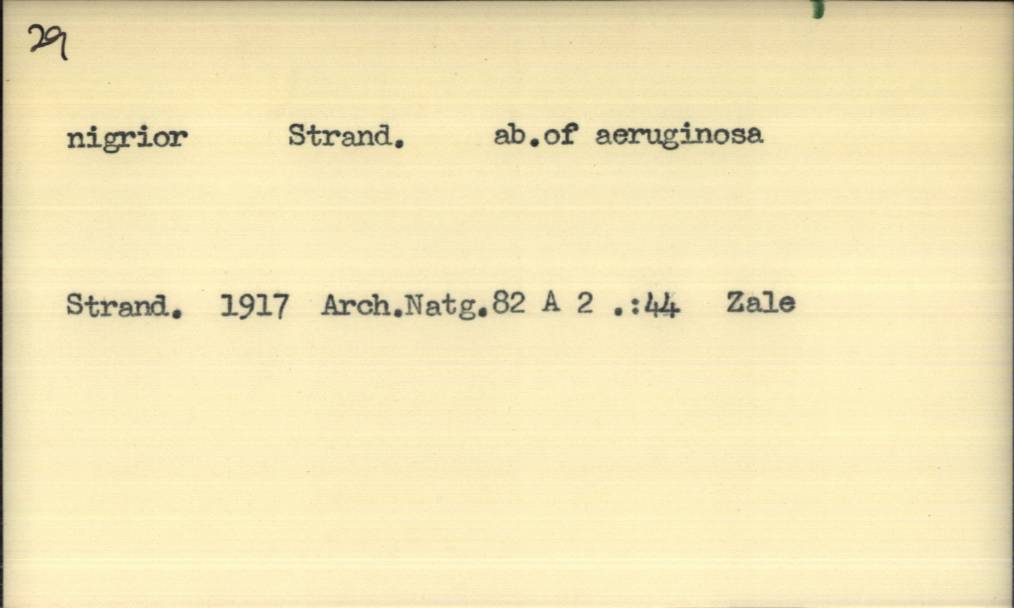 29
nigrior Strand. ab.of aeruginosa
Strand. 1917 Arch.Natg.82 A 2 .:44 Zale